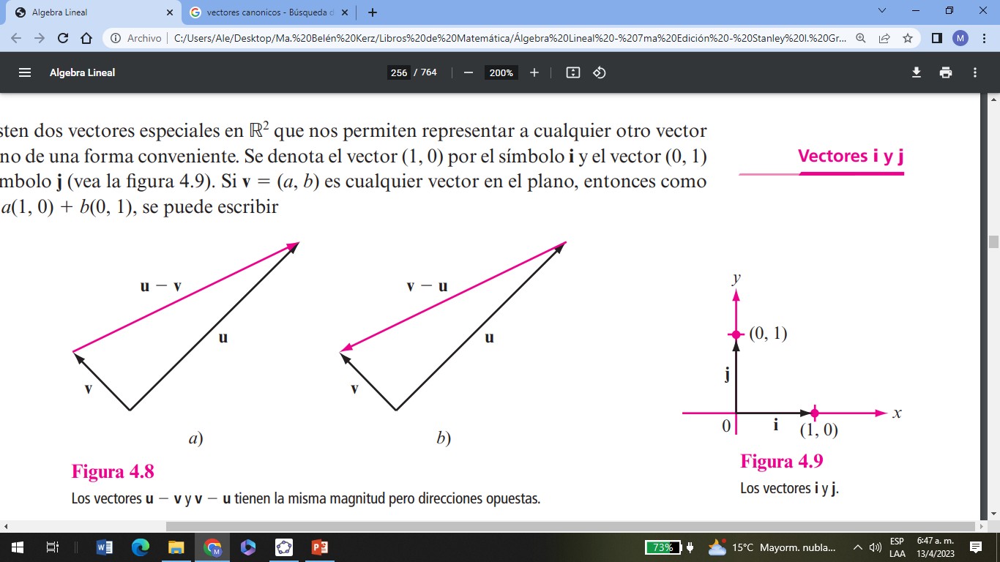 Algebra Lineal
vectores canonicos - Búsqueda d
Archivo
C:/Users/Ale/Desktop/Ma.%20Belén%20Kerz/Libros%20de%20Matemática/Álgebra%20Lineal%20-%207ma%20Edición%20-%20Stanley%20I.%20Gr...
M
Algebra Lineal
256 / 764
200%
sten dos vectores especiales en ℝ² que nos permiten representar a cualquier otro vector
no de una forma conveniente. Se denota el vector (1, 0) por el símbolo i y el vector (0, 1)
mbolo j (vea la figura 4.9). Si v = (a, b) es cualquier vector en el plano, entonces como
a(1, 0) + b(0, 1), se puede escribir
Vectores i y j
u − v
u
v
a)
v − u
u
v
b)
Figura 4.8
Los vectores u − v y v − u tienen la misma magnitud pero direcciones opuestas.
y
(0, 1)
j
0
i
(1, 0)
x
Figura 4.9
Los vectores i y j.
73%
15°C Mayorm. nubla...
ESP
LAA
6:47 a. m.
13/4/2023